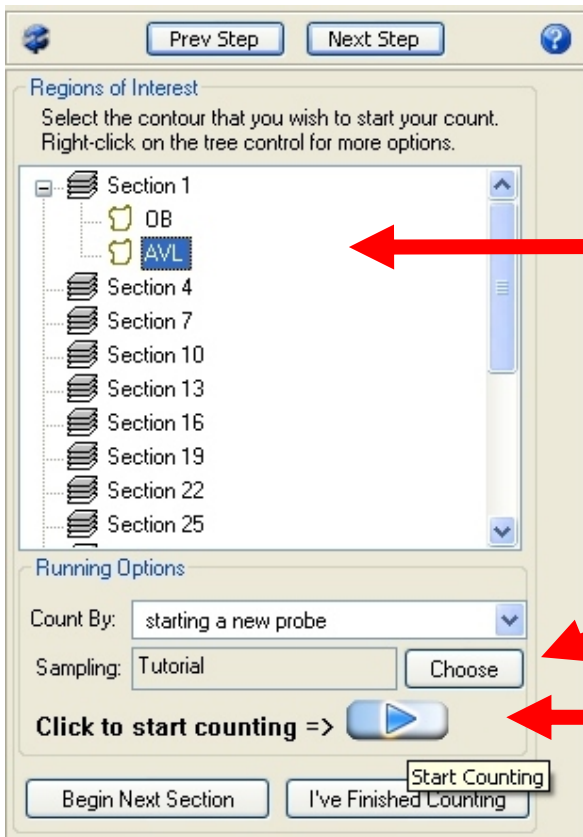 Prev Step Next Step ?
Regions of Interest
Select the contour that you wish to start your count.
Right-click on the tree control for more options.
Section 1
OB
AVL
Section 4
Section 7
Section 10
Section 13
Section 16
Section 19
Section 22
Section 25
Running Options
Count By: starting a new probe
Sampling: Tutorial Choose
Click to start counting =>
Start Counting
Begin Next Section I've Finished Counting